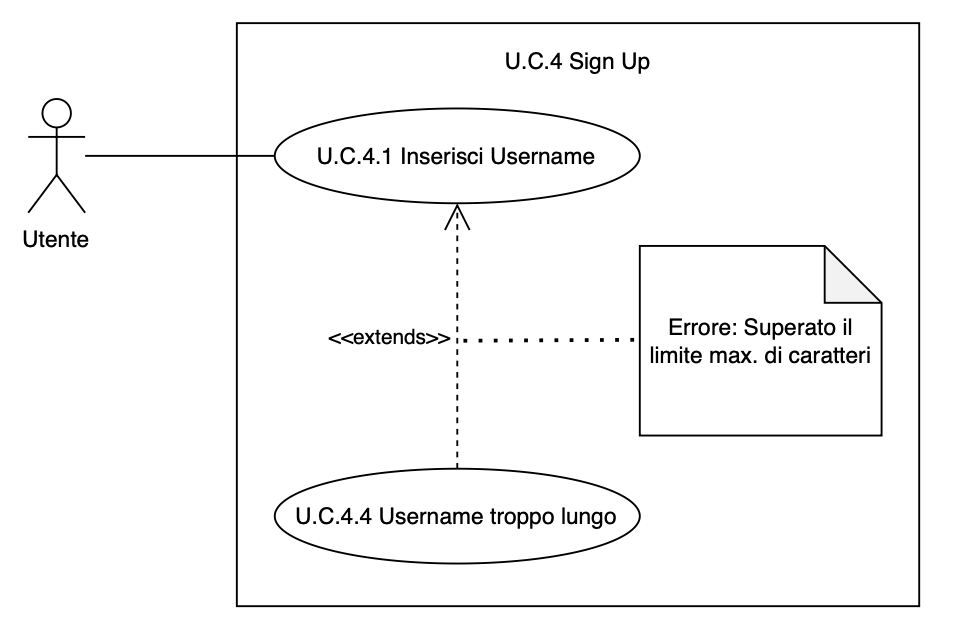 U.C.4 Sign Up
U.C.4.1 Inserisci Username
Utente
<<extends>>
Errore: Superato il
limite max. di caratteri
U.C.4.4 Username troppo lungo